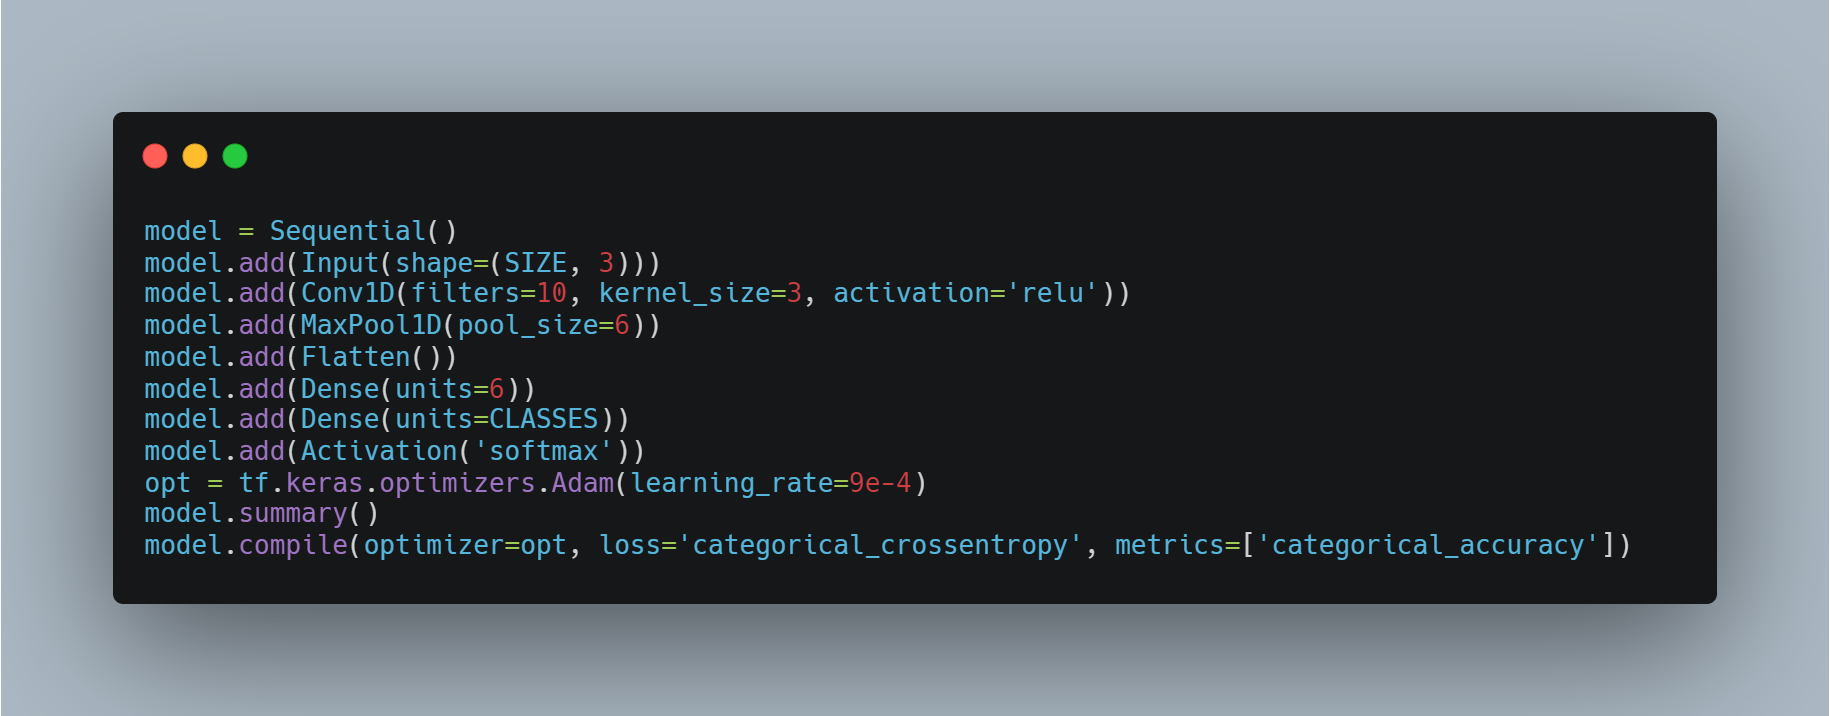 model = Sequential()
model.add(Input(shape=(SIZE, 3)))
model.add(Conv1D(filters=10, kernel_size=3, activation='relu'))
model.add(MaxPool1D(pool_size=6))
model.add(Flatten())
model.add(Dense(units=6))
model.add(Dense(units=CLASSES))
model.add(Activation('softmax'))
opt = tf.keras.optimizers.Adam(learning_rate=9e-4)
model.summary()
model.compile(optimizer=opt, loss='categorical_crossentropy', metrics=['categorical_accuracy'])